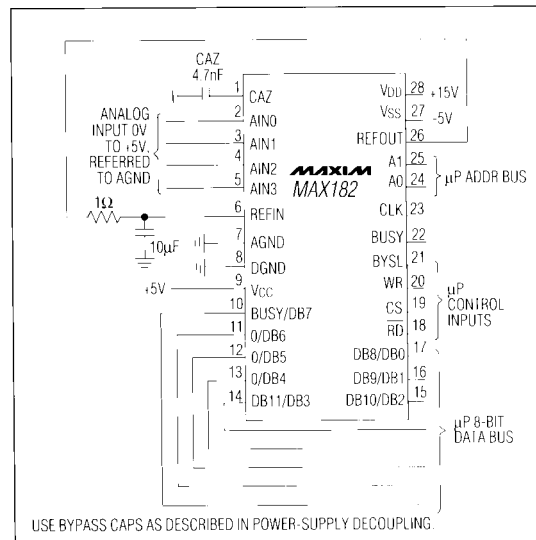 CAZ
4.7nF
ANALOG
INPUT 0V
TO +5V,
REFERRED
TO AGND
1Ω
10µF
+5V
1 CAZ
2 AIN0
3 AIN1
4 AIN2
5 AIN3
6 REFIN
7 AGND
8 DGND
9 VCC
10 BUSY/DB7
11 0/DB6
12 0/DB5
13 0/DB4
14 DB11/DB3
MAXIM
MAX182
VDD 28 +15V
VSS 27 -5V
REFOUT 26
A1 25
A0 24
µP ADDR BUS
CLK 23
BUSY 22
BYSL 21
WR 20
CS 19
RD 18
µP
CONTROL
INPUTS
DB8/DB0 17
DB9/DB1 16
DB10/DB2 15
µP 8-BIT
DATA BUS
USE BYPASS CAPS AS DESCRIBED IN POWER-SUPPLY DECOUPLING.